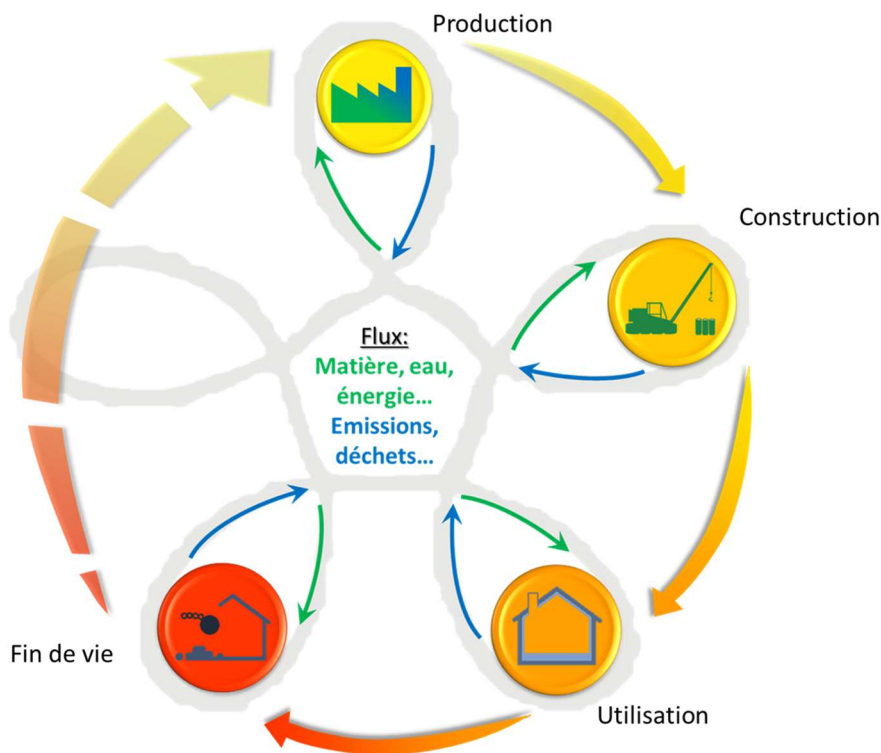 Production
Construction
Flux:
Matière, eau,
énergie...
Emissions,
déchets...
Fin de vie
Utilisation